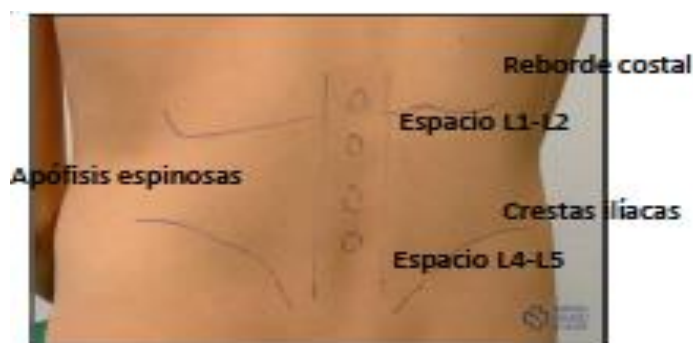 Reborde costal
Espacio L1-L2
Apófisis espinosas
Crestas ilíacas
Espacio L4-L5